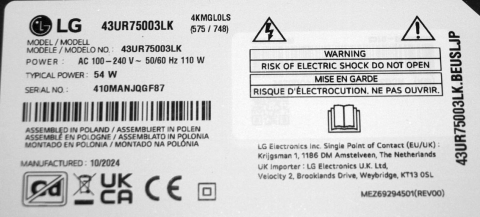 LG 43UR75003LK 4KMGL0LS
(575 / 748)
MODEL / MODELL
MODELO / MODELLO : 43UR75003LK
POWER : AC 100-240 V~ 50/60 Hz 110 W
TYPICAL POWER : 54 W
SERIAL NO : 410MANJQGF87
ASSEMBLED IN POLAND / ASSEMBLIERT IN POLEN
ASSEMBLÉ EN POLOGNE / ASSEMBLATO IN POLONIA
MONTADO EN POLONIA / MONTADO NA POLÓNIA
MANUFACTURED : 10/2024
UK
CA
CE
WARNING
RISK OF ELECTRIC SHOCK DO NOT OPEN
MISE EN GARDE
RISQUE D'ÉLECTROCUTION. NE PAS OUVRIR.
LG Electronics Inc. Single Point of Contact (EU/UK) :
Krijgsman 1, 1186 DM Amstelveen, The Netherlands
UK Importer : LG Electronics U.K. Ltd,
Velocity 2, Brooklands Drive, Weybridge, KT13 0SL
MEZ69294501(REV00)
43UR75003LK.BEUSLJP